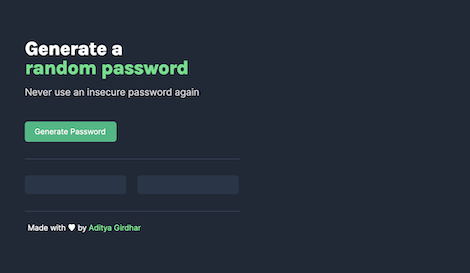 Generate a
random password
Never use an insecure password again
Generate Password
Made with ♥ by Aditya Girdhar